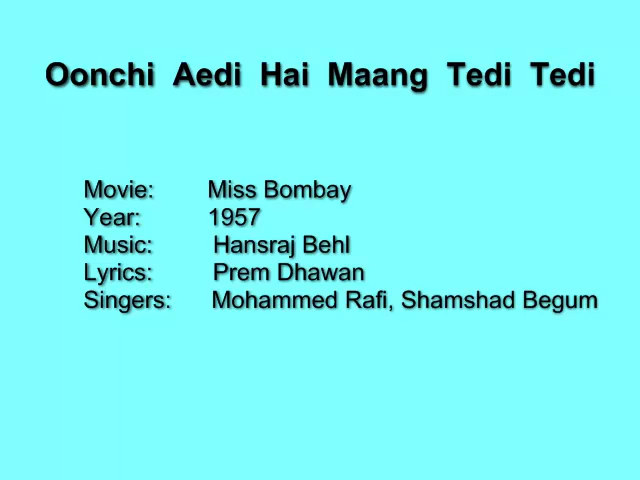 Oonchi Aedi Hai Maang Tedi Tedi
Movie: Miss Bombay
Year: 1957
Music: Hansraj Behl
Lyrics: Prem Dhawan
Singers: Mohammed Rafi, Shamshad Begum